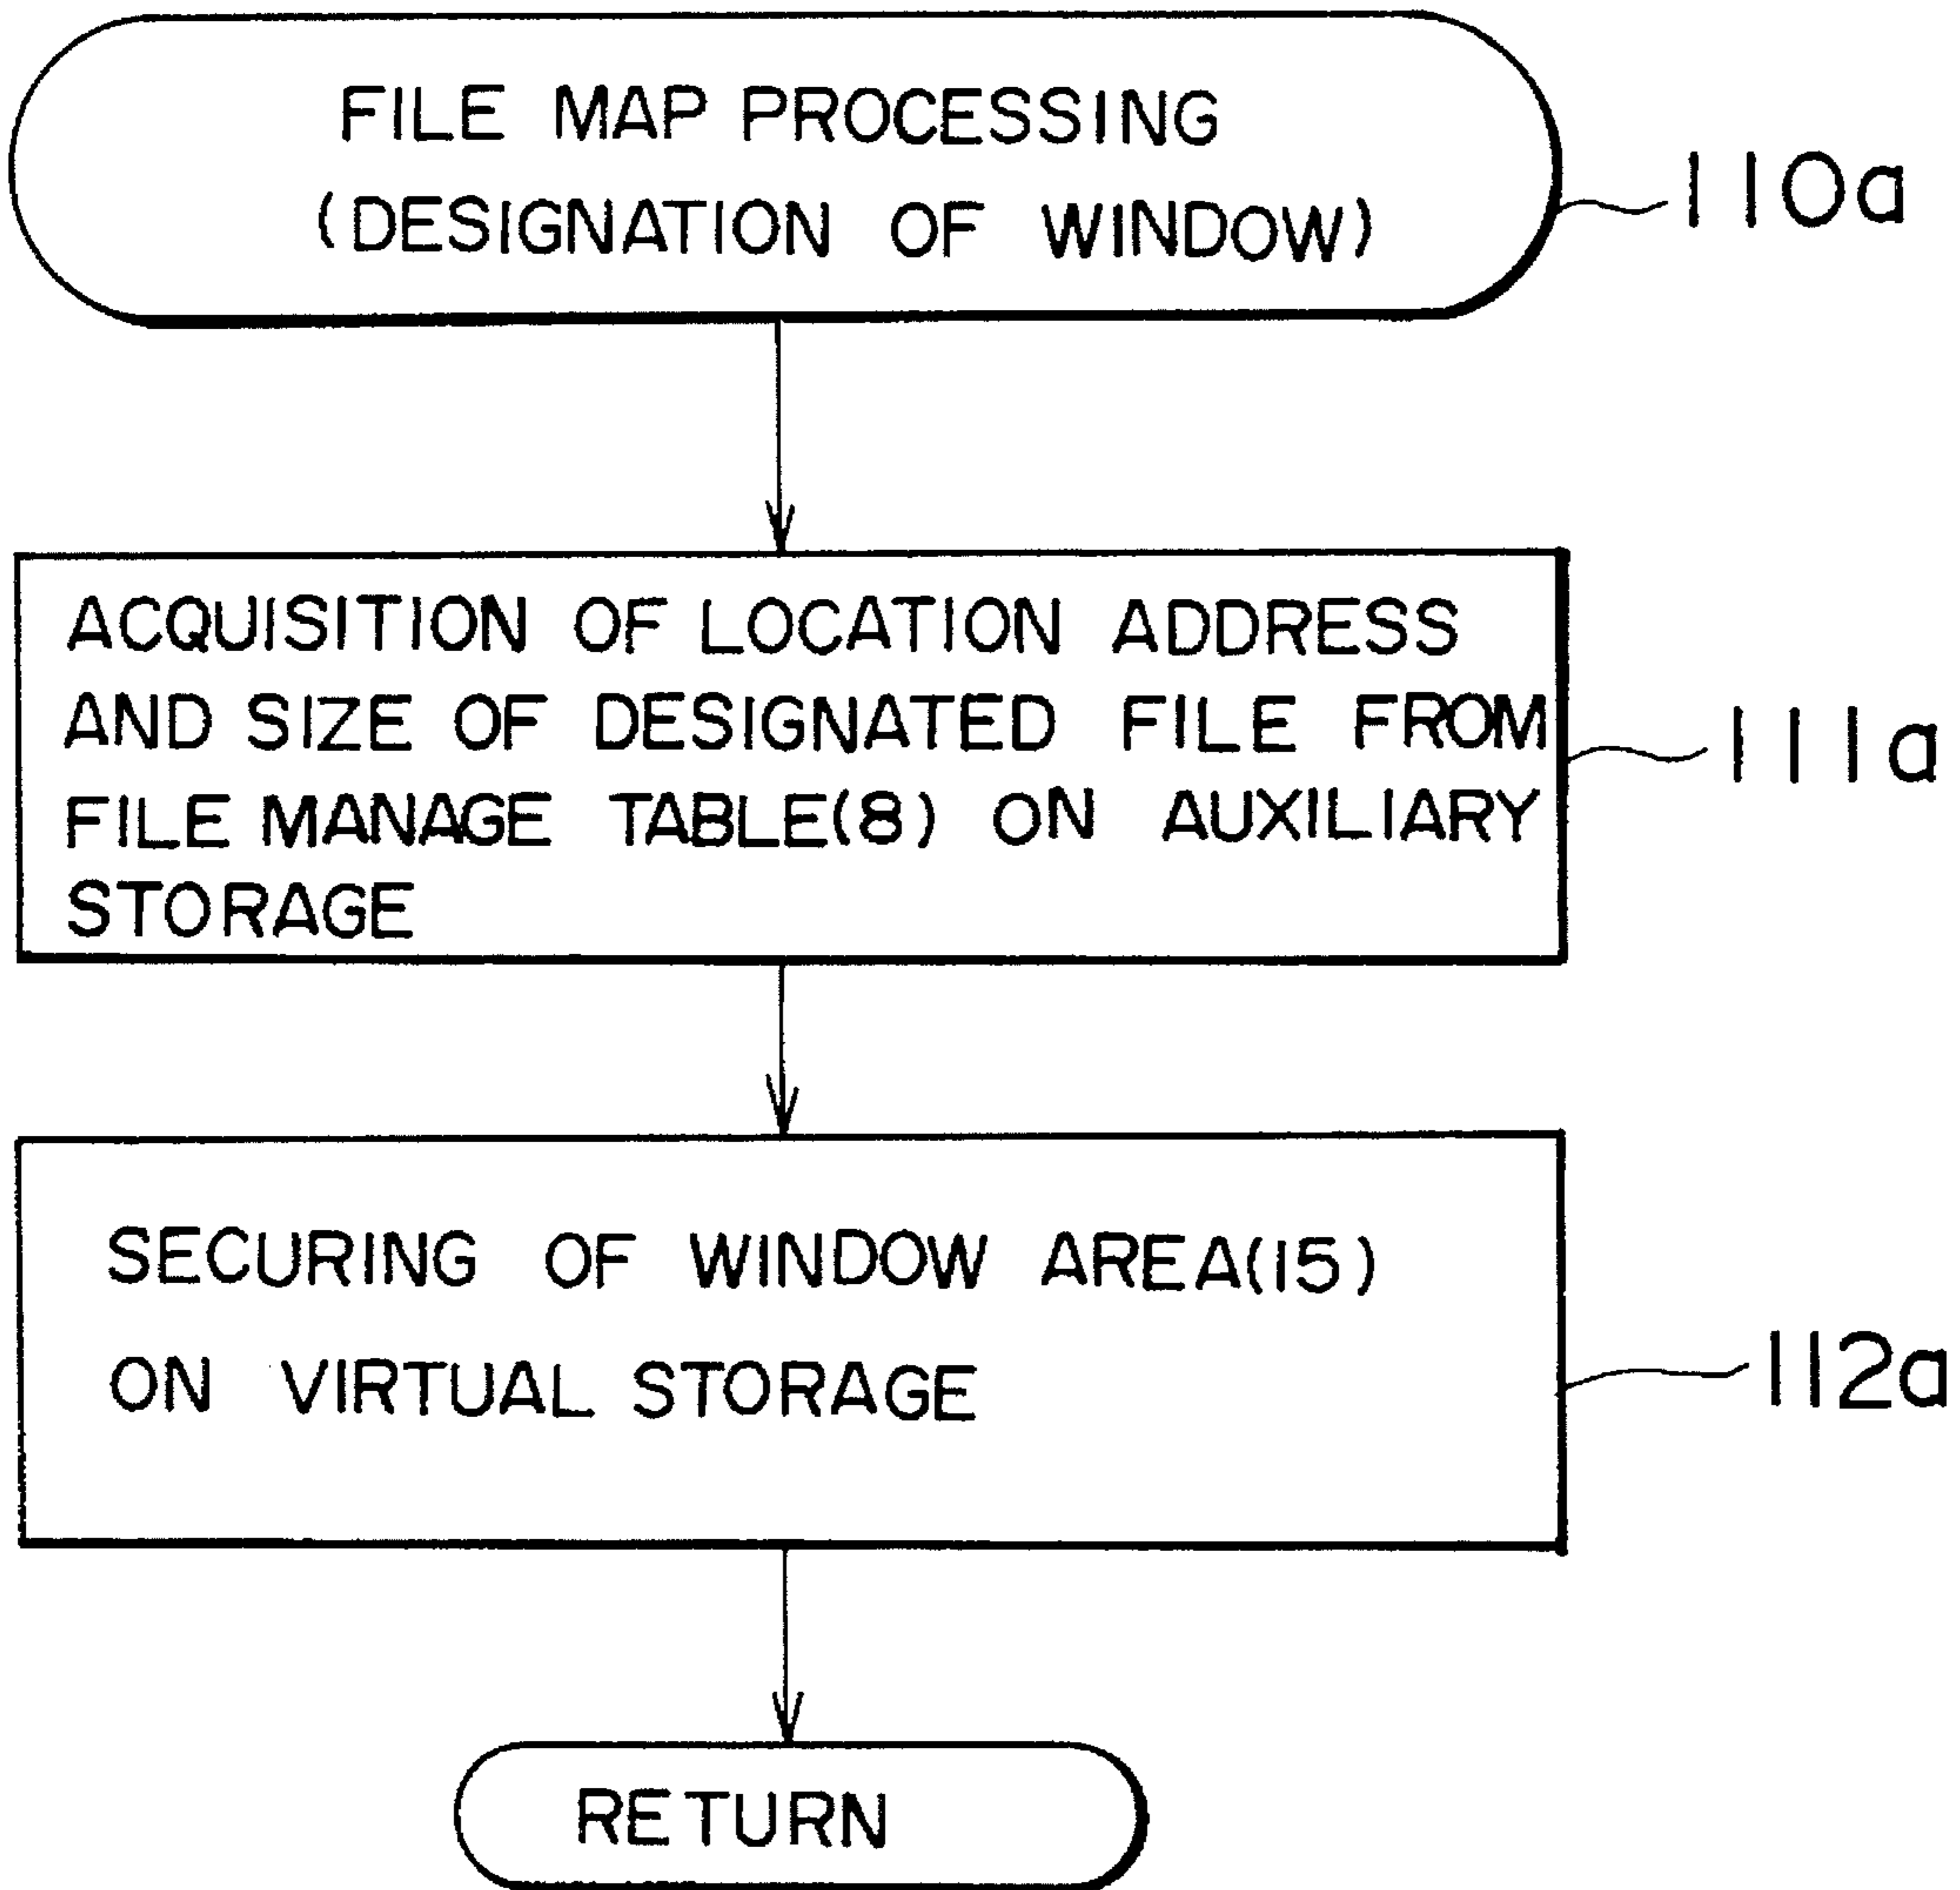 FILE MAP PROCESSING
(DESIGNATION OF WINDOW)
110a
ACQUISITION OF LOCATION ADDRESS
AND SIZE OF DESIGNATED FILE FROM
FILE MANAGE TABLE(8) ON AUXILIARY
STORAGE
111a
SECURING OF WINDOW AREA(15)
ON VIRTUAL STORAGE
112a
RETURN